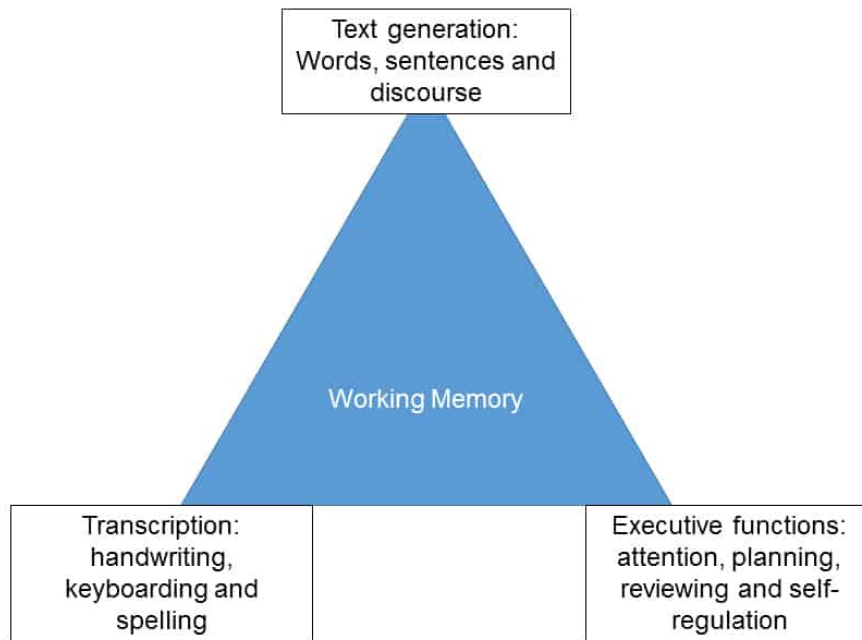 Text generation:
Words, sentences and
discourse
Working Memory
Transcription:
handwriting,
keyboarding and
spelling
Executive functions:
attention, planning,
reviewing and self-
regulation